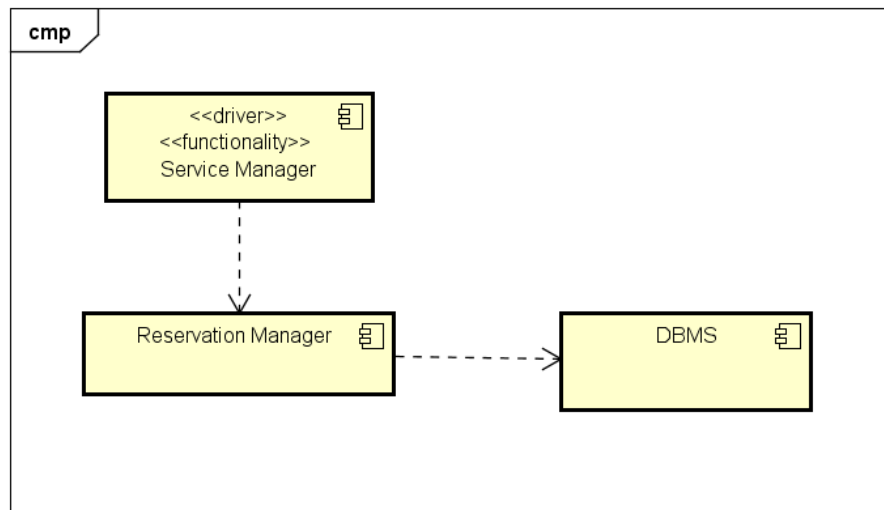 cmp
<<driver>>
<<functionality>>
Service Manager
Reservation Manager
DBMS